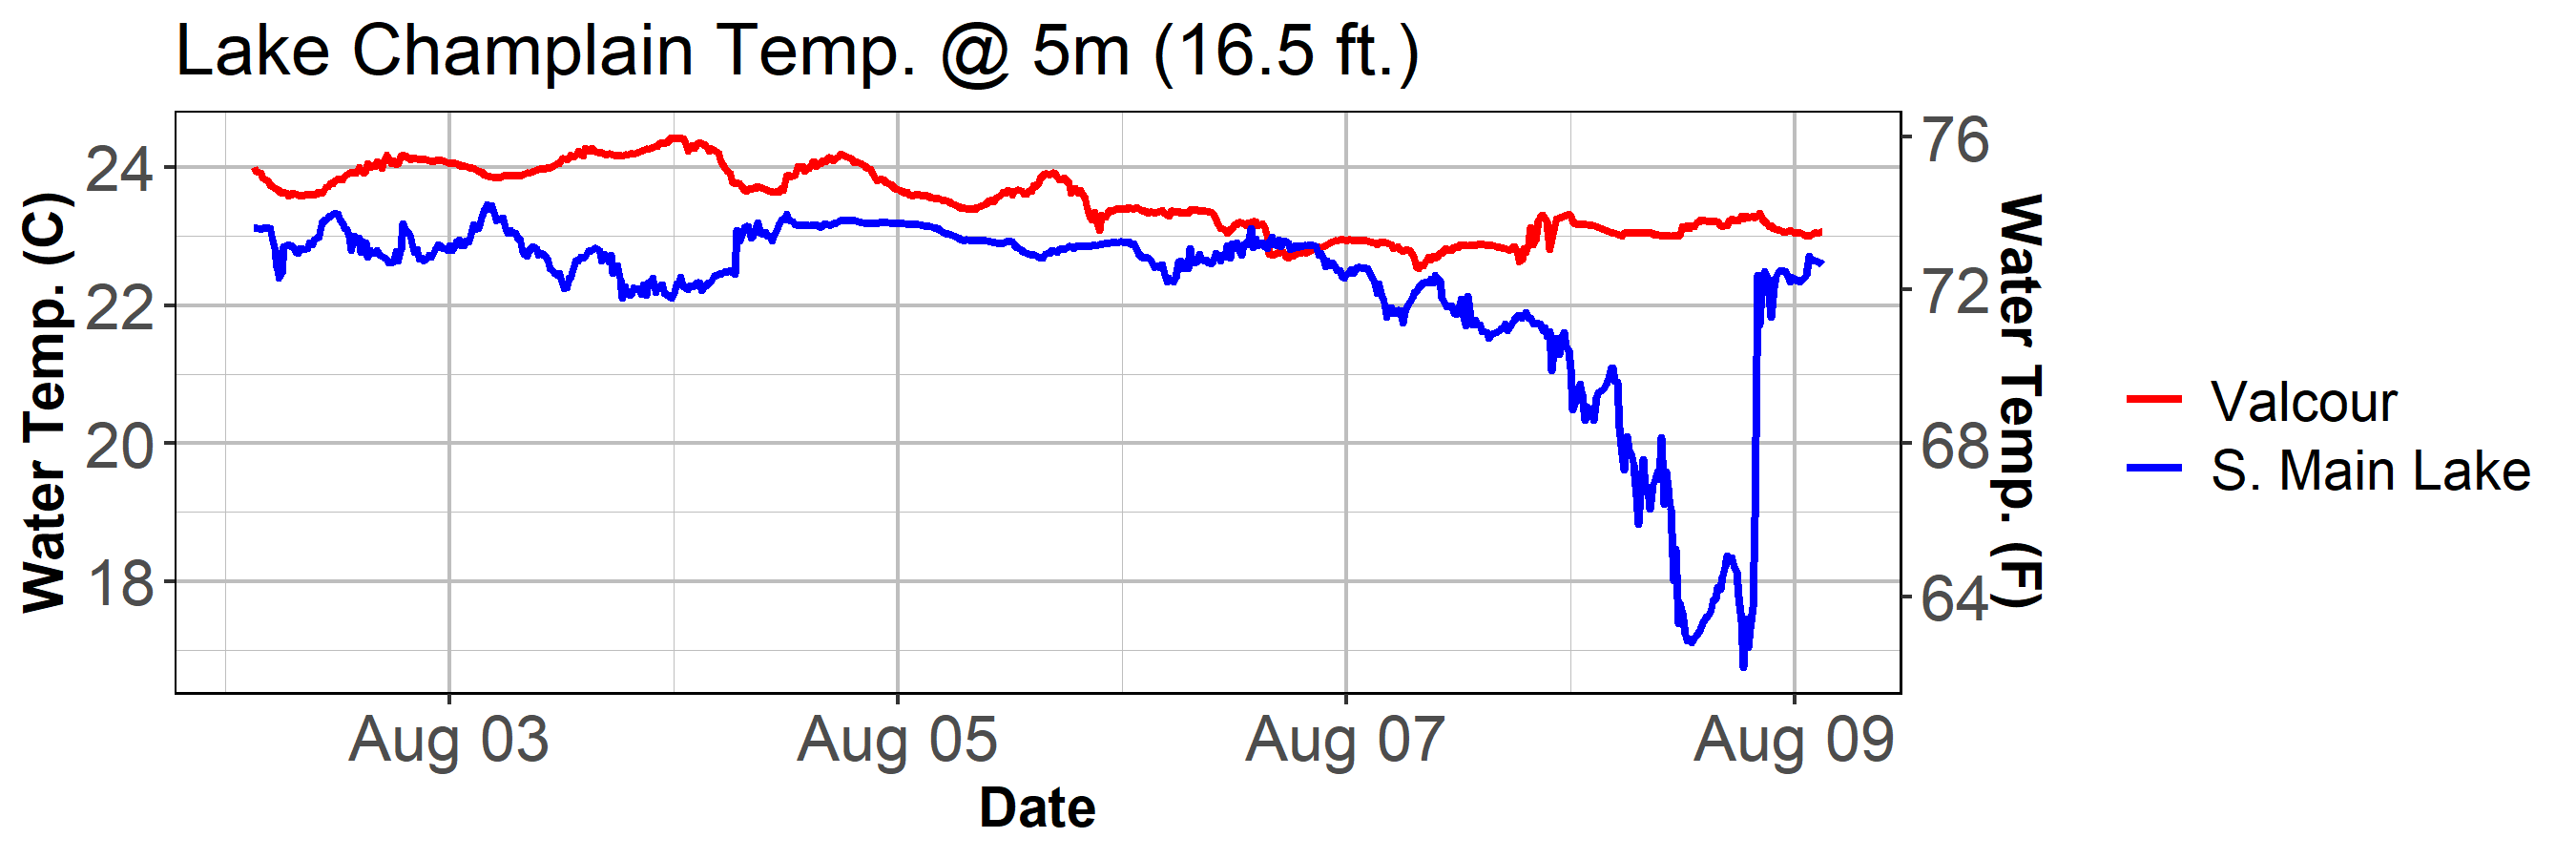 Lake Champlain Temp. @ 5m (16.5 ft.)
Water Temp. (C)
24
22
20
18
76
72
68
64
Water Temp. (F)
Aug 03
Aug 05
Aug 07
Aug 09
Date
Valcour
S. Main Lake